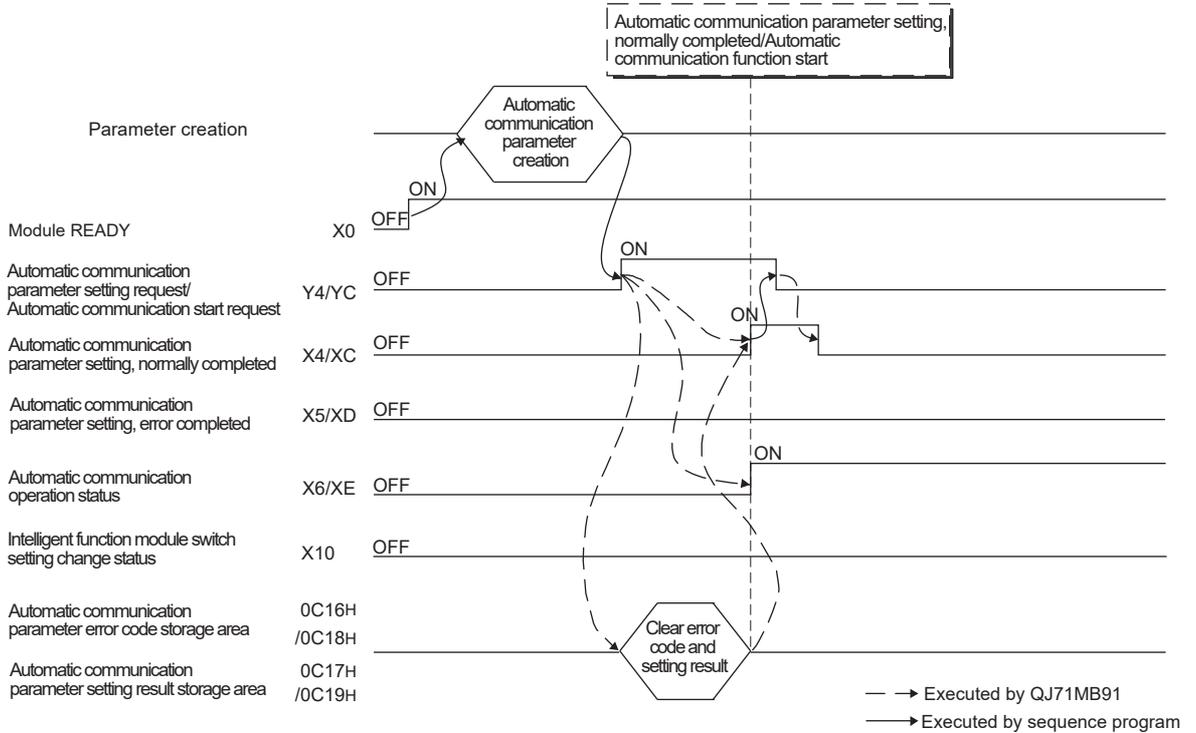 Automatic communication parameter setting,
normally completed/Automatic
communication function start
Parameter creation
Automatic
communication
parameter
creation
ON
Module READY X0 OFF
ON
Automatic communication
parameter setting request/
Automatic communication start request
Y4/YC OFF
ON
Automatic communication
parameter setting, normally completed
X4/XC OFF
Automatic communication
parameter setting, error completed
X5/XD OFF
ON
Automatic communication
operation status
X6/XE OFF
Intelligent function module switch
setting change status
X10 OFF
Automatic communication
parameter error code storage area
0C16H
/0C18H
Clear error
code and
setting result
Automatic communication
parameter setting result storage area
0C17H
/0C19H
Executed by QJ71MB91
Executed by sequence program